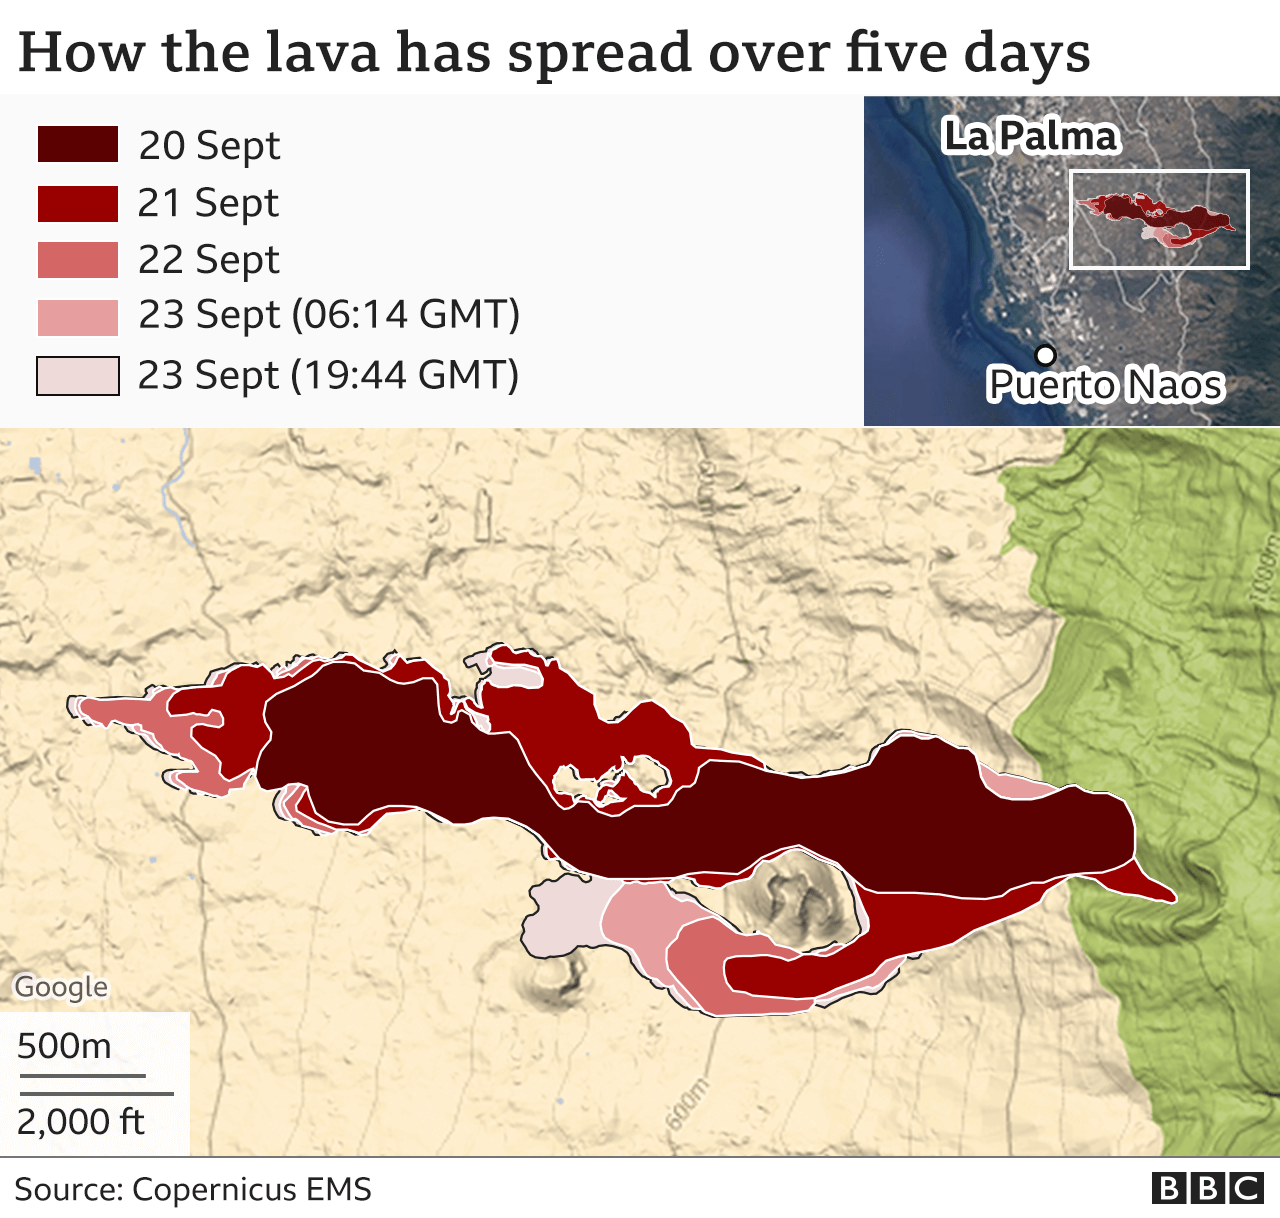 How the lava has spread over five days
20 Sept
21 Sept
22 Sept
23 Sept (06:14 GMT)
23 Sept (19:44 GMT)
La Palma
Puerto Naos
1000m
Google
500m
2,000 ft
600m
Source: Copernicus EMS
BBC